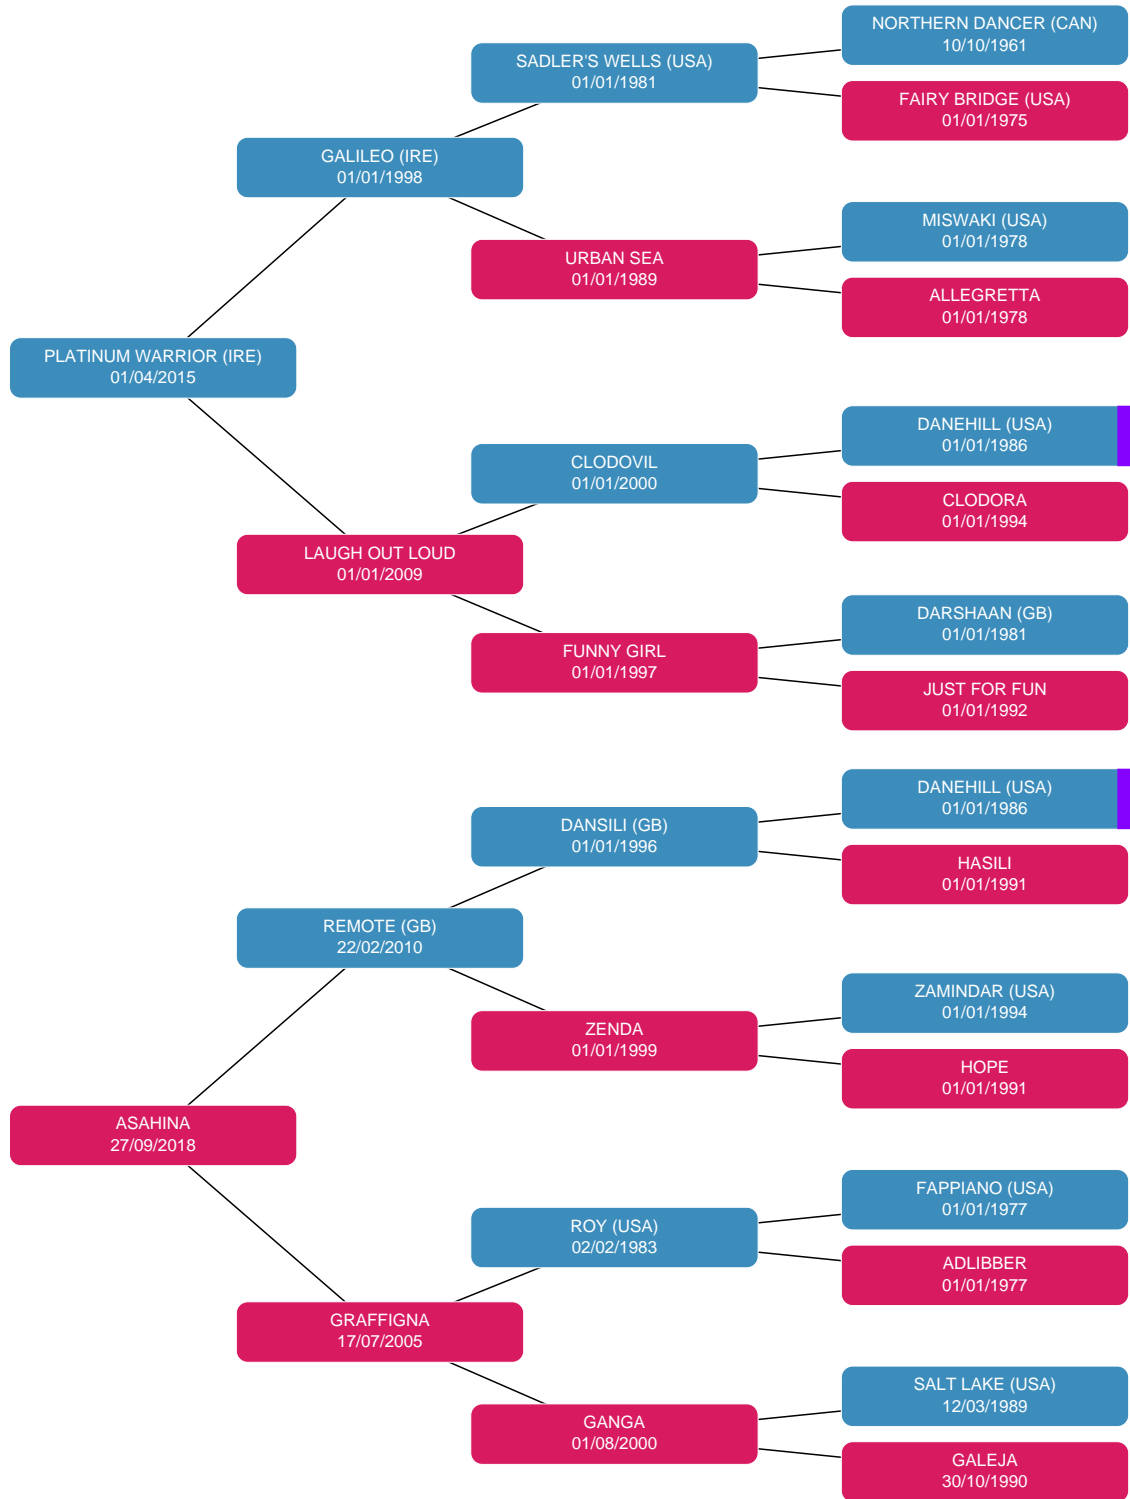 NORTHERN DANCER (CAN)
10/10/1961
SADLER'S WELLS (USA)
01/01/1981
FAIRY BRIDGE (USA)
01/01/1975
GALILEO (IRE)
01/01/1998
MISWAKI (USA)
01/01/1978
URBAN SEA
01/01/1989
ALLEGRETTA
01/01/1978
PLATINUM WARRIOR (IRE)
01/04/2015
DANEHILL (USA)
01/01/1986
CLODOVIL
01/01/2000
CLODORA
01/01/1994
LAUGH OUT LOUD
01/01/2009
DARSHAAN (GB)
01/01/1981
FUNNY GIRL
01/01/1997
JUST FOR FUN
01/01/1992
DANEHILL (USA)
01/01/1986
DANSILI (GB)
01/01/1996
HASILI
01/01/1991
REMOTE (GB)
22/02/2010
ZAMINDAR (USA)
01/01/1994
ZENDA
01/01/1999
HOPE
01/01/1991
ASAHINA
27/09/2018
FAPPIANO (USA)
01/01/1977
ROY (USA)
02/02/1983
ADLIBBER
01/01/1977
GRAFFIGNA
17/07/2005
SALT LAKE (USA)
12/03/1989
GANGA
01/08/2000
GALEJA
30/10/1990